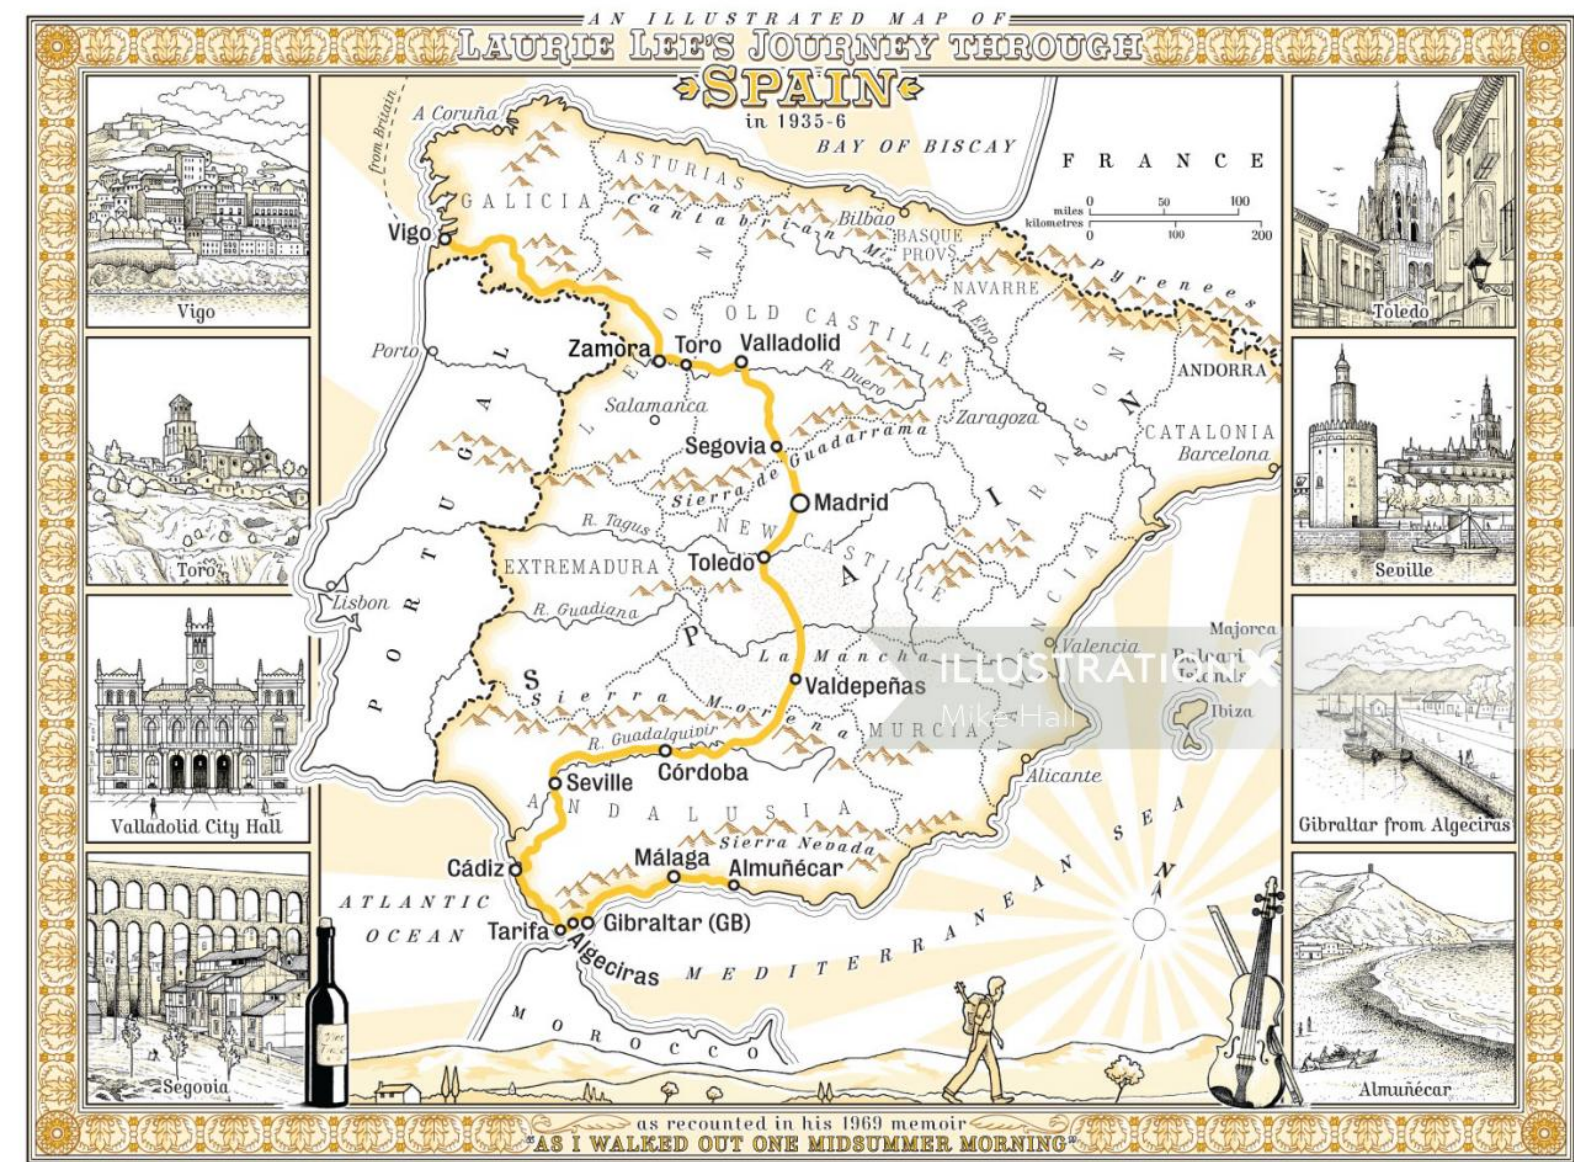 AN ILLUSTRATED MAP OF
LAURIE LEE'S JOURNEY THROUGH
SPAIN
in 1935-6
from Britain
A Coruña
BAY OF BISCAY
FRANCE
miles 0 50 100
kilometres 0 100 200
ASTURIAS
GALICIA
Cantabrian Mts
Bilbao
BASQUE
PROVS
NAVARRE
Pyrenees
Vigo
R. Ebro
OLD CASTILLE
LEON
Porto
Zamora
Toro
Valladolid
R. Duero
ANDORRA
Salamanca
Zaragoza
ARAGON
CATALONIA
Barcelona
Segovia
Sierra de Guadarrama
Madrid
PORTUGAL
SPAIN
R. Tagus
NEW CASTILLE
EXTREMADURA
Toledo
Lisbon
R. Guadiana
VALENCIA
Valencia
Majorca
Balearic
Islands
Ibiza
La Mancha
Valdepeñas
ILLUSTRATIONX
Mike Hall
Sierra Morena
MURCIA
R. Guadalquivir
Córdoba
Seville
Alicante
ANDALUSIA
Sierra Nevada
Málaga
Almuñécar
Cádiz
ATLANTIC
OCEAN
Tarifa
Algeciras
Gibraltar (GB)
MEDITERRANEAN SEA
N
MOROCCO
Vigo
Toro
Valladolid City Hall
Segovia
Toledo
Seville
Gibraltar from Algeciras
Almuñécar
as recounted in his 1969 memoir
"AS I WALKED OUT ONE MIDSUMMER MORNING"